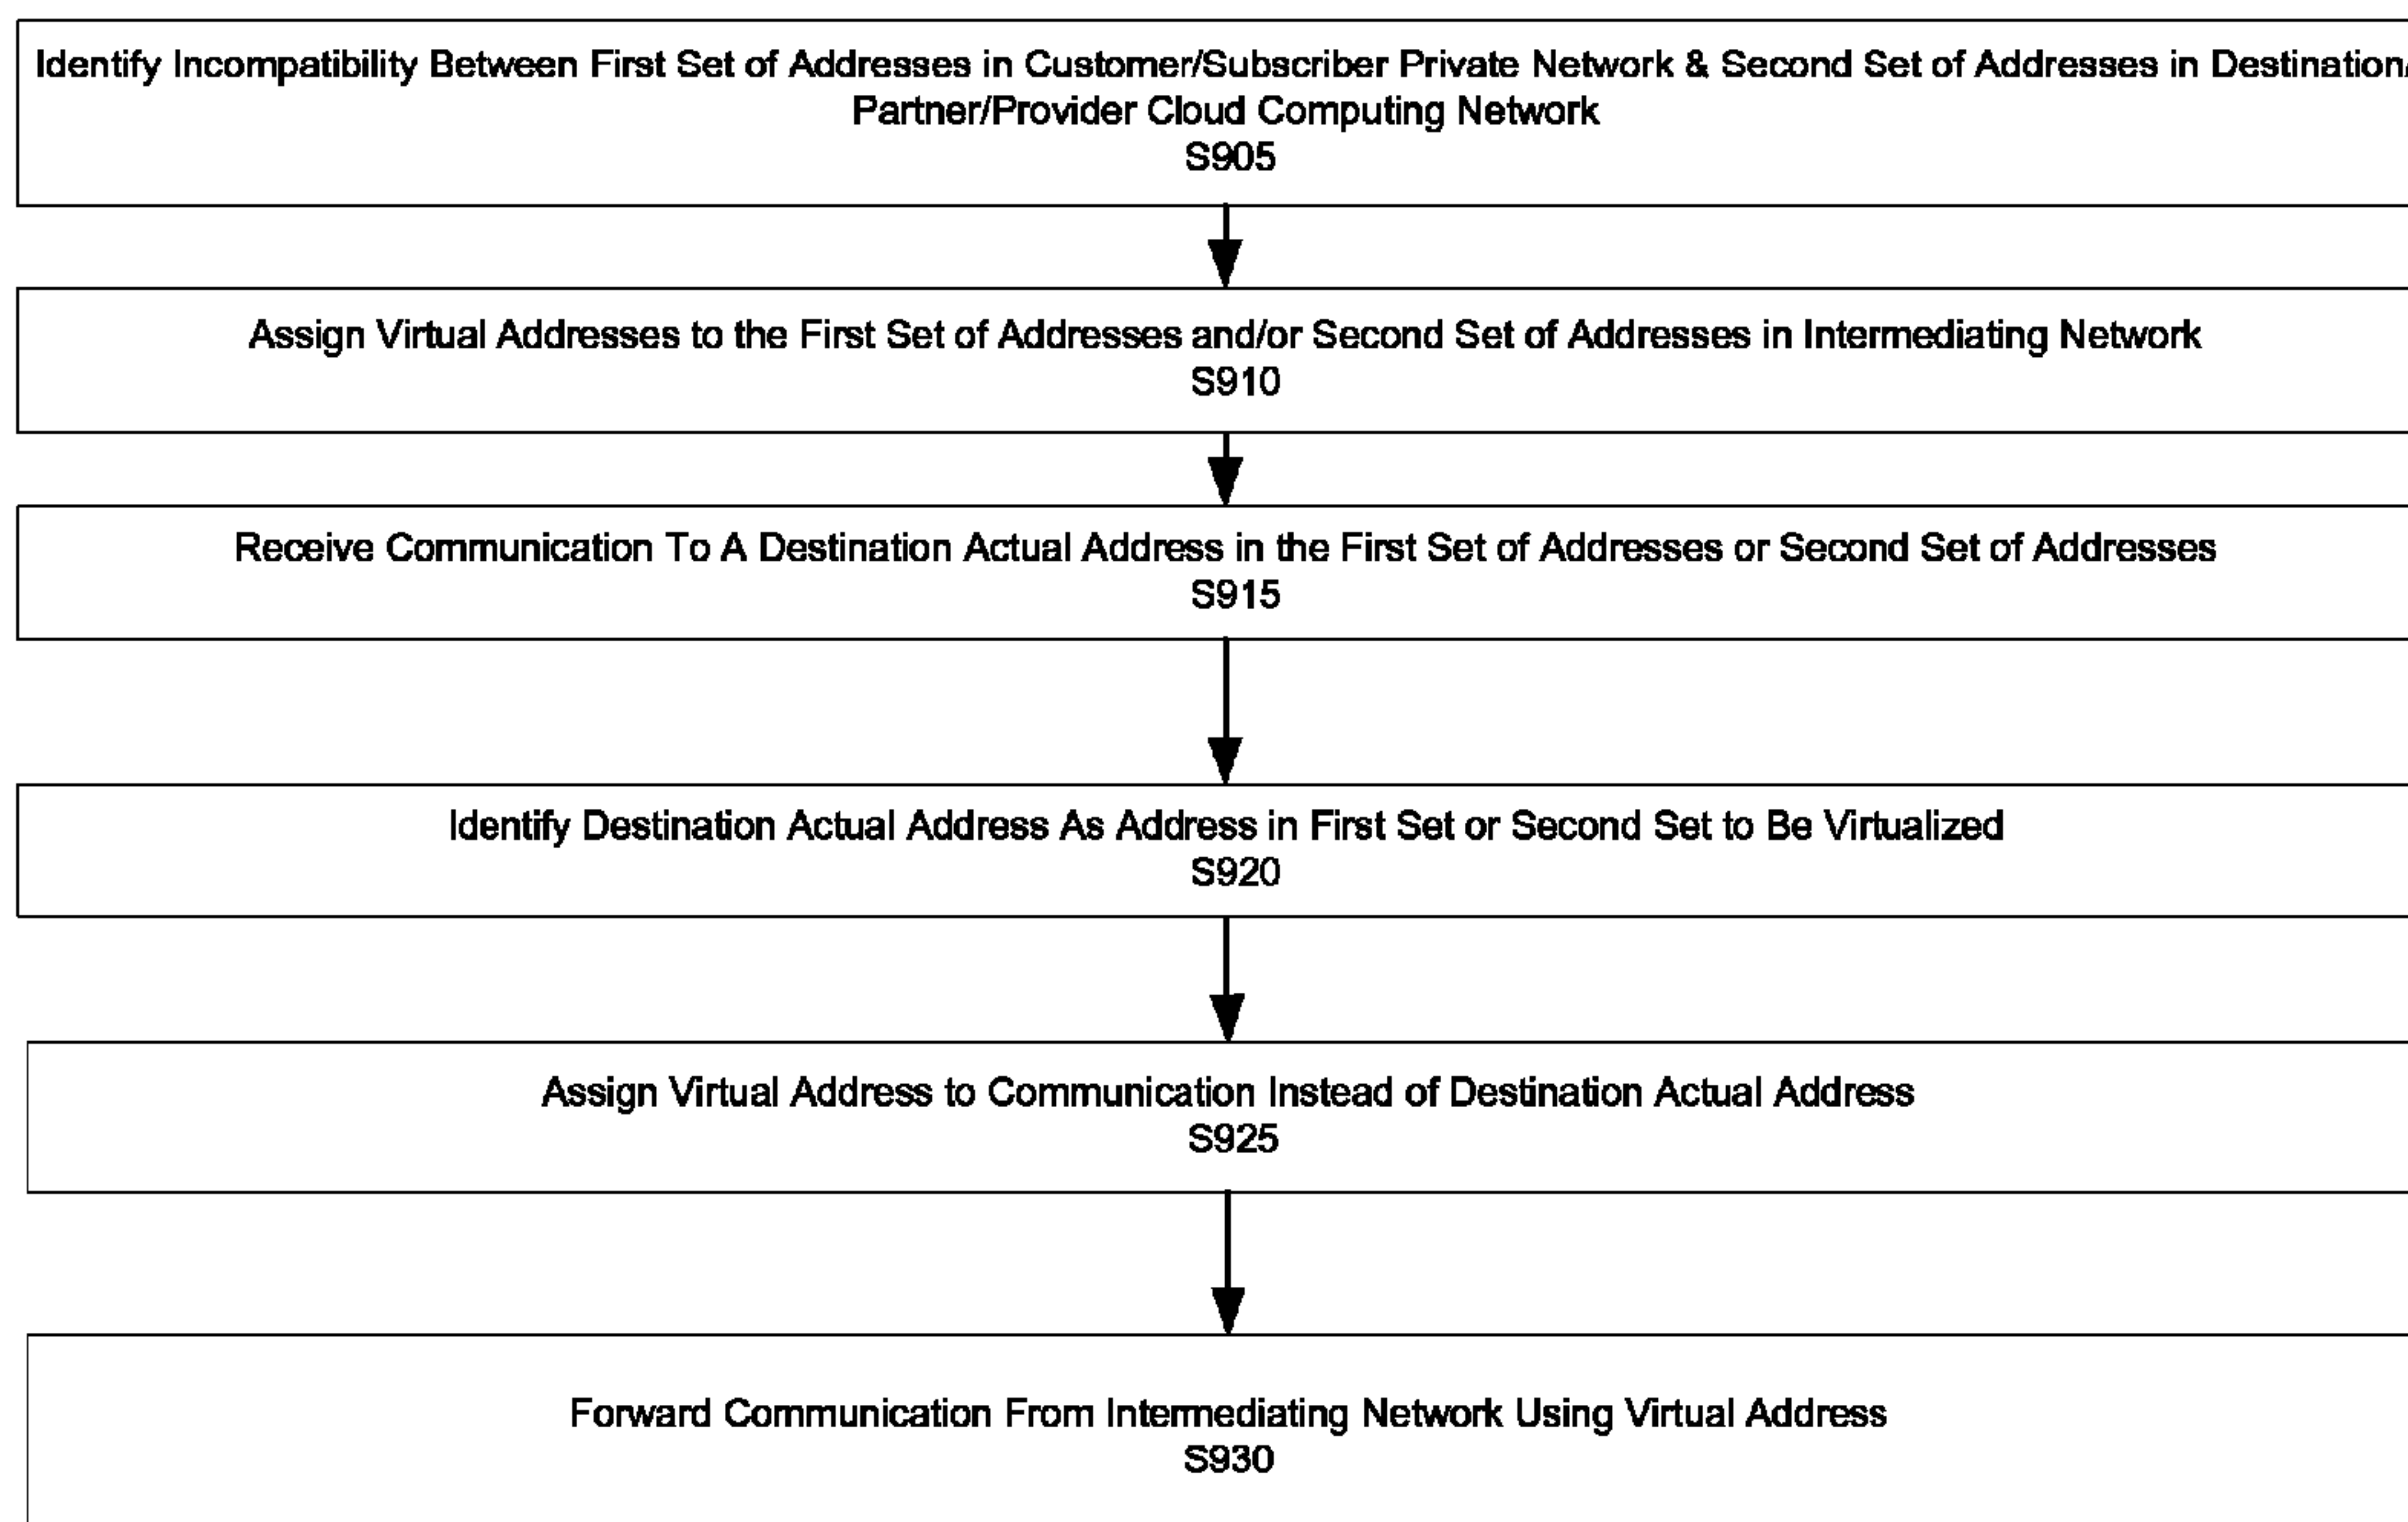 Identify Incompatibility Between First Set of Addresses in Customer/Subscriber Private Network & Second Set of Addresses in Destination/
Partner/Provider Cloud Computing Network
S905
Assign Virtual Addresses to the First Set of Addresses and/or Second Set of Addresses in Intermediating Network
S910
Receive Communication To A Destination Actual Address in the First Set of Addresses or Second Set of Addresses
S915
Identify Destination Actual Address As Address in First Set or Second Set to Be Virtualized
S920
Assign Virtual Address to Communication Instead of Destination Actual Address
S925
Forward Communication From Intermediating Network Using Virtual Address
S930